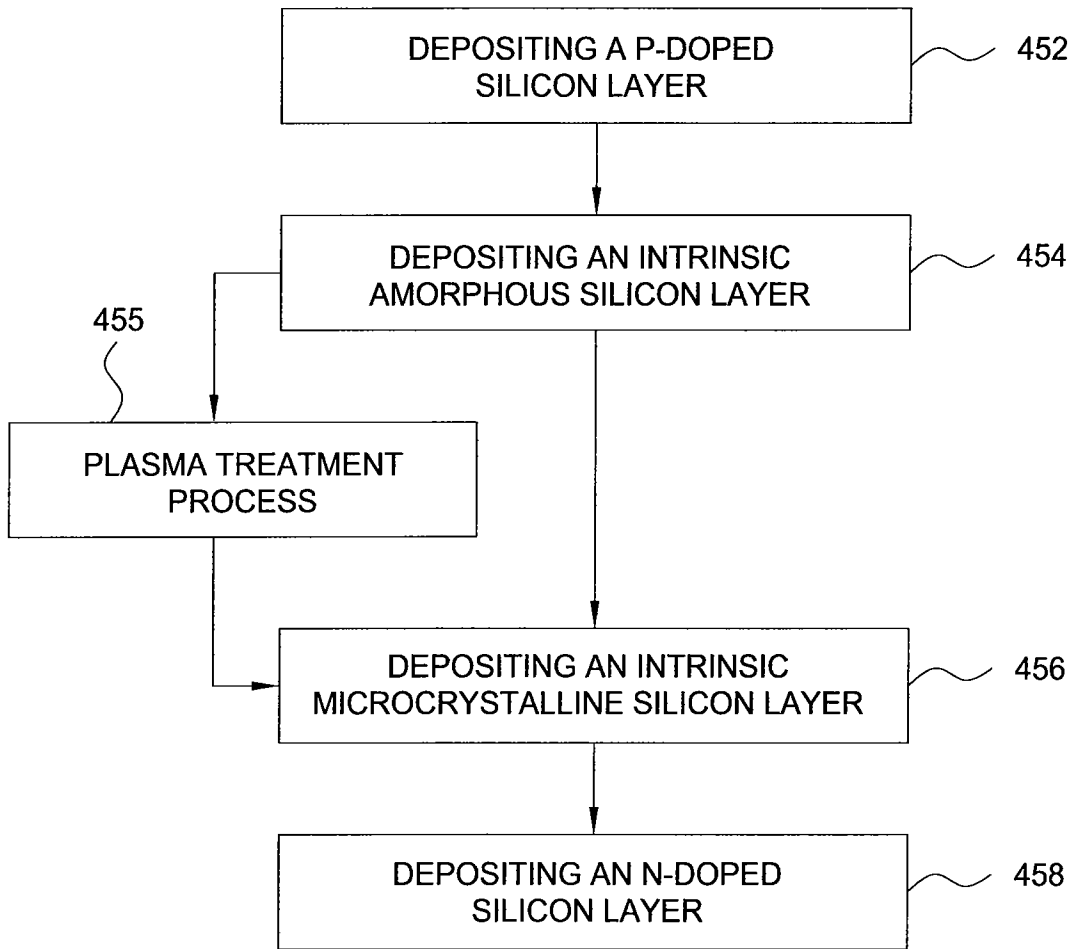 DEPOSITING A P-DOPED
SILICON LAYER
452
DEPOSITING AN INTRINSIC
AMORPHOUS SILICON LAYER
454
455
PLASMA TREATMENT
PROCESS
DEPOSITING AN INTRINSIC
MICROCRYSTALLINE SILICON LAYER
456
DEPOSITING AN N-DOPED
SILICON LAYER
458